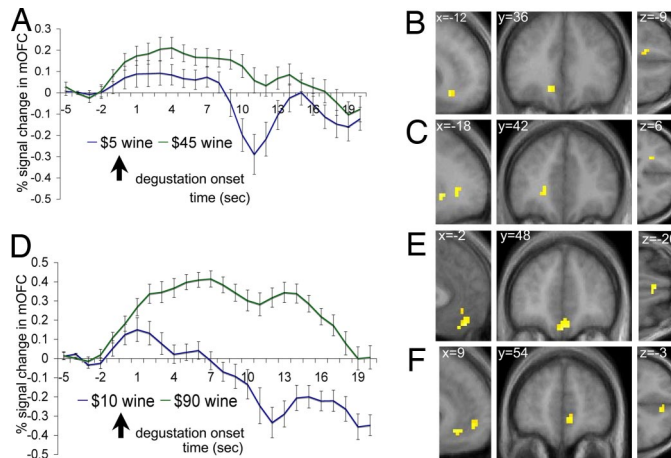 A
% signal change in mOFC
0.3
0.2
0.1
0
-0.1
-0.2
-0.3
-0.4
-0.5
-5 -2 1 4 7 10 13 16 19
$5 wine $45 wine
degustation onset
time (sec)
B
x=-12 y=36 z=-9
C
x=-18 y=42 z=6
D
% signal change in mOFC
0.5
0.4
0.3
0.2
0.1
0
-0.1
-0.2
-0.3
-0.4
-0.5
-5 -2 1 4 7 10 13 16 19
$10 wine $90 wine
degustation onset
time (sec)
E
x=-2 y=48
F
x=9 y=54 z=-3